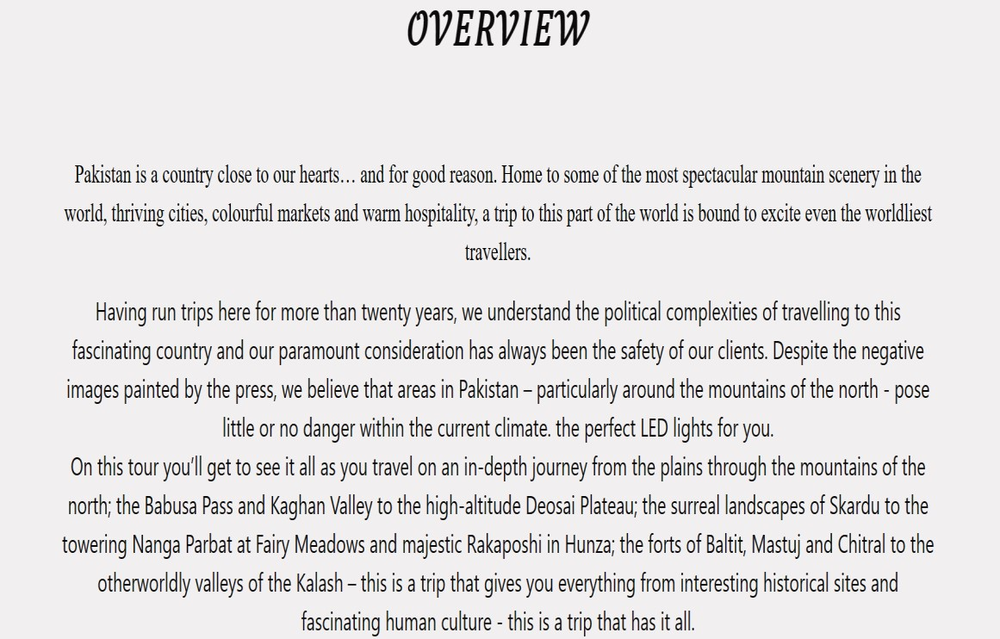 OVERVIEW
Pakistan is a country close to our hearts… and for good reason. Home to some of the most spectacular mountain scenery in the
world, thriving cities, colourful markets and warm hospitality, a trip to this part of the world is bound to excite even the worldliest
travellers.
Having run trips here for more than twenty years, we understand the political complexities of travelling to this
fascinating country and our paramount consideration has always been the safety of our clients. Despite the negative
images painted by the press, we believe that areas in Pakistan – particularly around the mountains of the north - pose
little or no danger within the current climate. the perfect LED lights for you.
On this tour you’ll get to see it all as you travel on an in-depth journey from the plains through the mountains of the
north; the Babusa Pass and Kaghan Valley to the high-altitude Deosai Plateau; the surreal landscapes of Skardu to the
towering Nanga Parbat at Fairy Meadows and majestic Rakaposhi in Hunza; the forts of Baltit, Mastuj and Chitral to the
otherworldly valleys of the Kalash – this is a trip that gives you everything from interesting historical sites and
fascinating human culture - this is a trip that has it all.